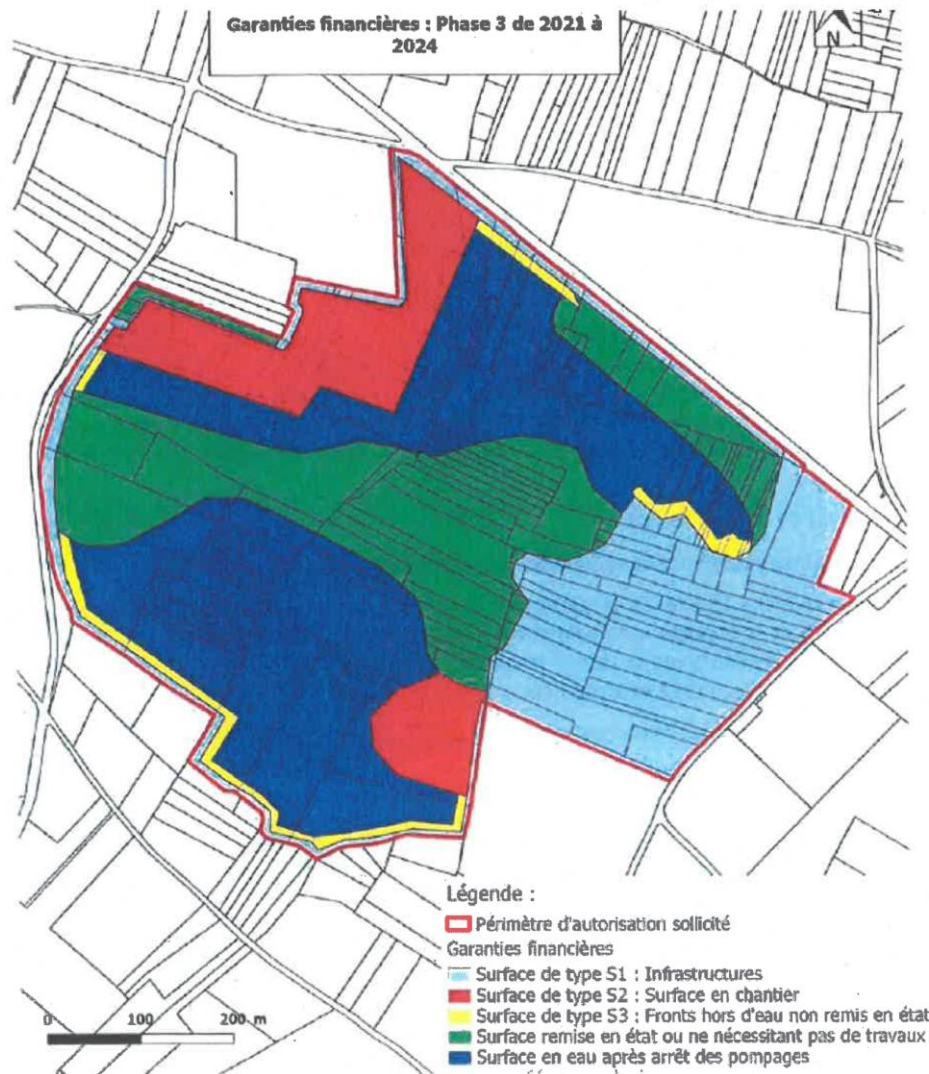 Garanties financières : Phase 3 de 2021 à
2024
N
Légende :
Périmètre d'autorisation sollicité
Garanties financières
Surface de type S1 : Infrastructures
Surface de type S2 : Surface en chantier
Surface de type S3 : Fronts hors d'eau non remis en état
Surface remise en état ou ne nécessitant pas de travaux
Surface en eau après arrêt des pompages
0 100 200 m